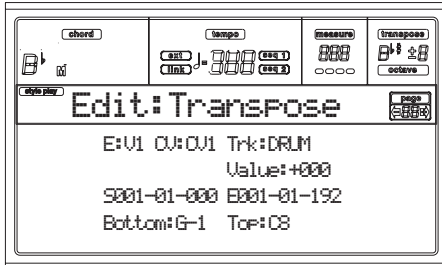 chord tempo measure transpose
ext seq 1
link seq 2
octave
style play Edit:Transpose page
E:V1 CV:CV1 Trk:DRUM
Value:+000
S001-01-000 E001-01-192
Bottom:G-1 Top:C8